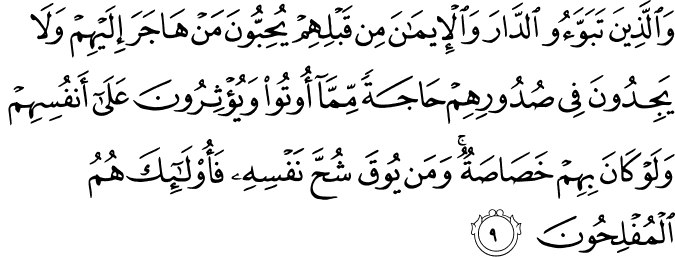 وَٱلَّذِينَ تَبَوَّءُو ٱلدَّارَ وَٱلْإِيمَـٰنَ مِن قَبْلِهِمْ يُحِبُّونَ مَنْ هَاجَرَ إِلَيْهِمْ وَلَا
يَجِدُونَ فِى صُدُورِهِمْ حَاجَةً مِّمَّآ أُوتُوا۟ وَيُؤْثِرُونَ عَلَىٰٓ أَنفُسِهِمْ
وَلَوْ كَانَ بِهِمْ خَصَاصَةٌ ۚ وَمَن يُوقَ شُحَّ نَفْسِهِۦ فَأُو۟لَـٰٓئِكَ هُمُ
ٱلْمُفْلِحُونَ ٩